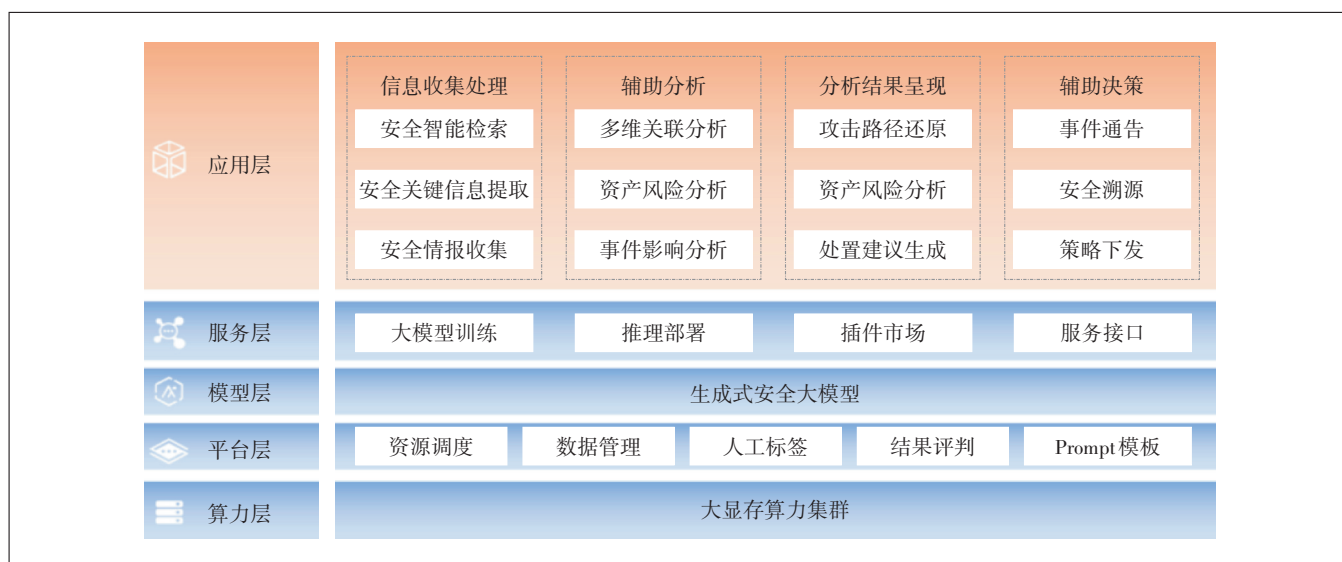 应用层
信息收集处理
安全智能检索
安全关键信息提取
安全情报收集
辅助分析
多维关联分析
资产风险分析
事件影响分析
分析结果呈现
攻击路径还原
资产风险分析
处置建议生成
辅助决策
事件通告
安全溯源
策略下发
服务层
大模型训练
推理部署
插件市场
服务接口
模型层
生成式安全大模型
平台层
资源调度
数据管理
人工标签
结果评判
Prompt模板
算力层
大显存算力集群